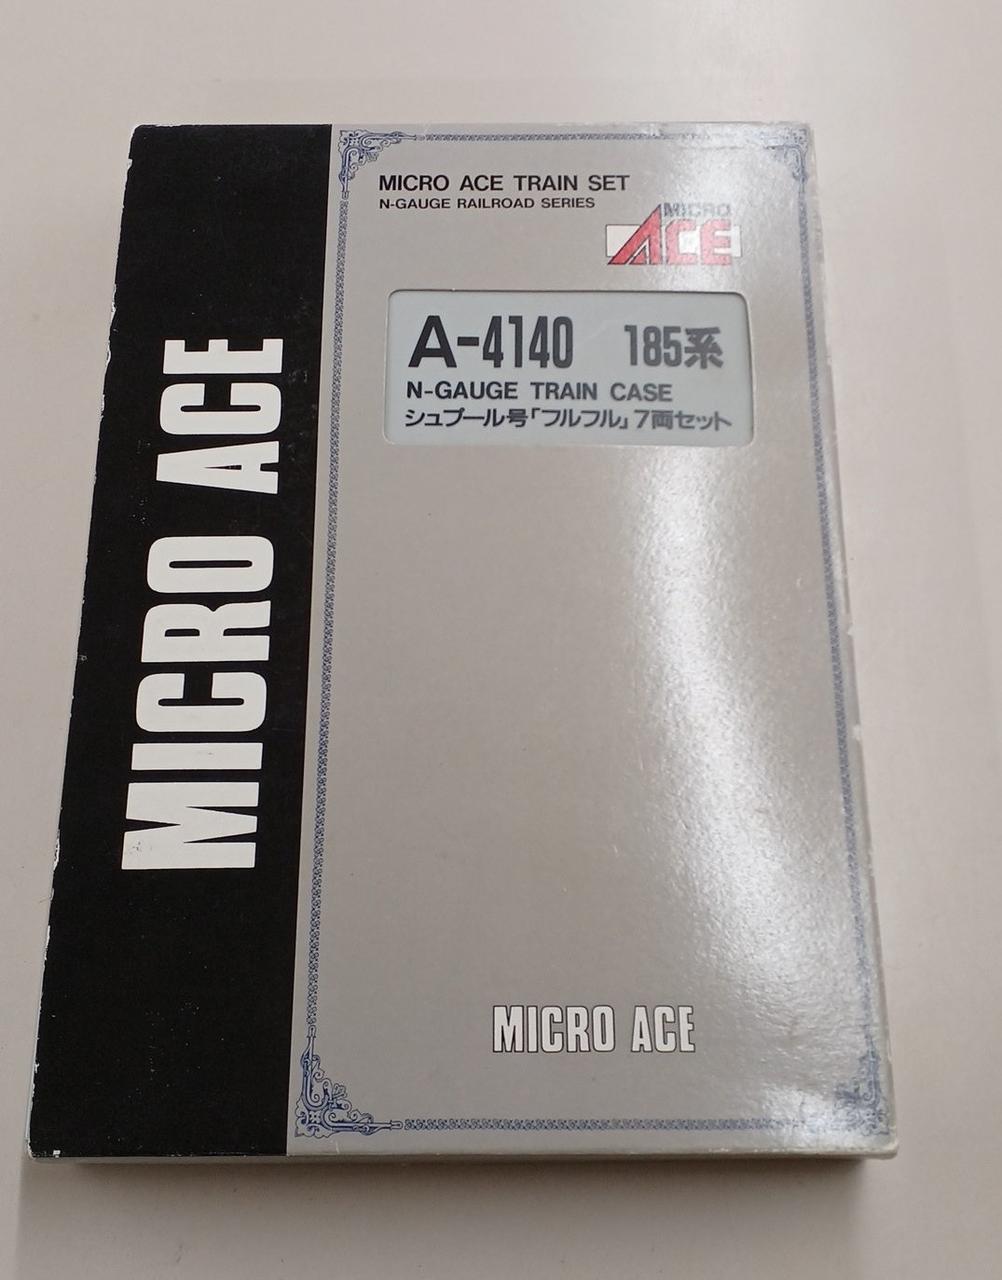 MICRO ACE
MICRO ACE TRAIN SET
N-GAUGE RAILROAD SERIES
MICRO
ACE
A-4140 185系
N-GAUGE TRAIN CASE
シュプール号「フルフル」7両セット
MICRO ACE